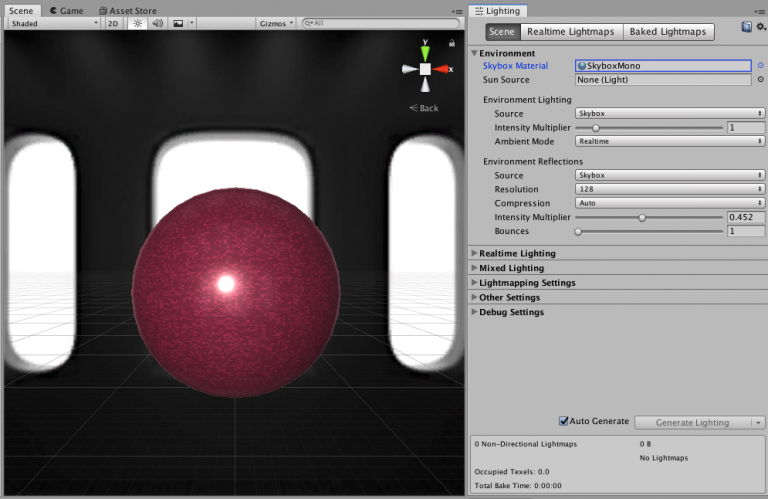 Scene Game Asset Store
Shaded 2D Gizmos All
y
x
Back
Lighting
Scene Realtime Lightmaps Baked Lightmaps
Environment
Skybox Material SkyboxMono
Sun Source None (Light)
Environment Lighting
Source Skybox
Intensity Multiplier 1
Ambient Mode Realtime
Environment Reflections
Source Skybox
Resolution 128
Compression Auto
Intensity Multiplier 0.452
Bounces 1
Realtime Lighting
Mixed Lighting
Lightmapping Settings
Other Settings
Debug Settings
Auto Generate Generate Lighting
0 Non-Directional Lightmaps 0 B
No Lightmaps
Occupied Texels: 0.0
Total Bake Time: 0:00:00